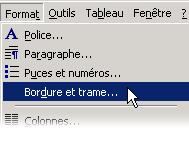 Format Outils Tableau Fenêtre ?
Police...
Paragraphe...
Puces et numéros...
Bordure et trame...
Colonnes...